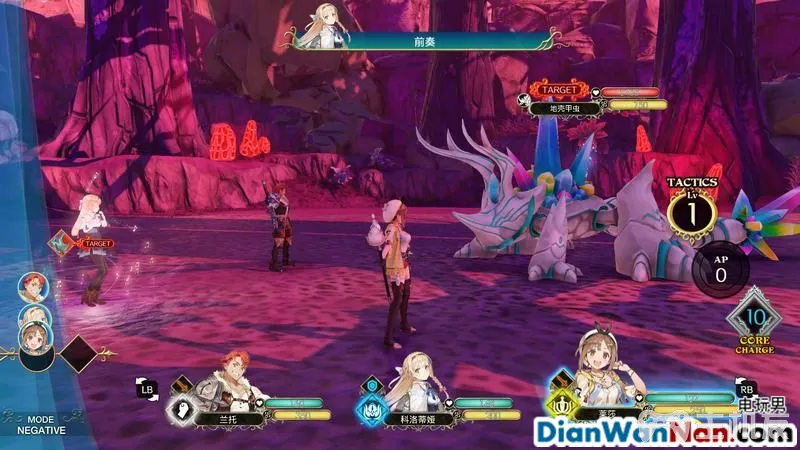 前奏
TARGET
地壳甲虫
TACTICS
Lv
1
TARGET
AP
0
10
CORE
CHARGE
LB
RB
兰托
科洛蒂娅
莱莎
MODE
NEGATIVE
电玩男
DianWanNan.com